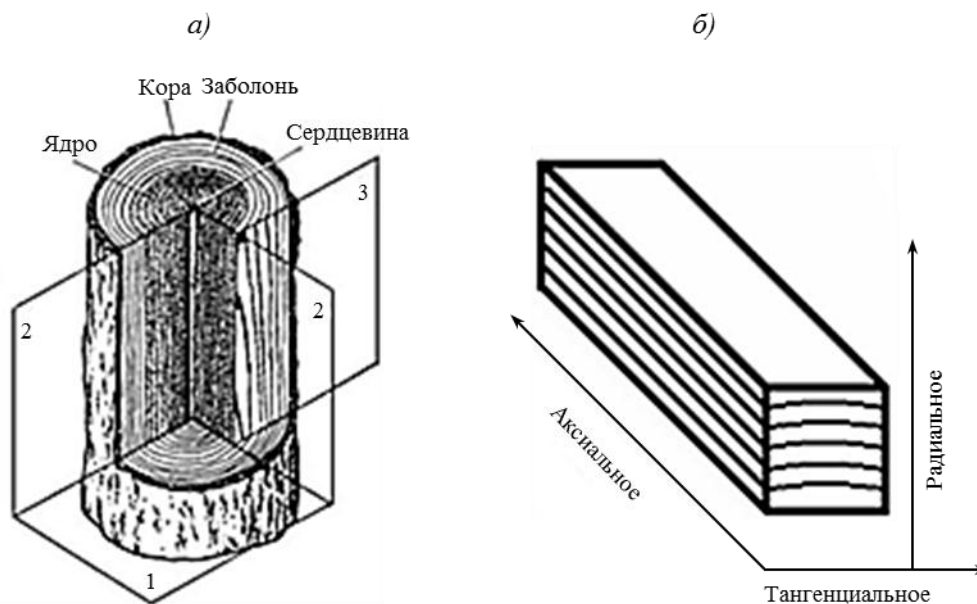 а)
б)
Кора Заболонь
Ядро
Сердцевина
3
2
2
1
Аксиальное
Радиальное
Тангенциальное